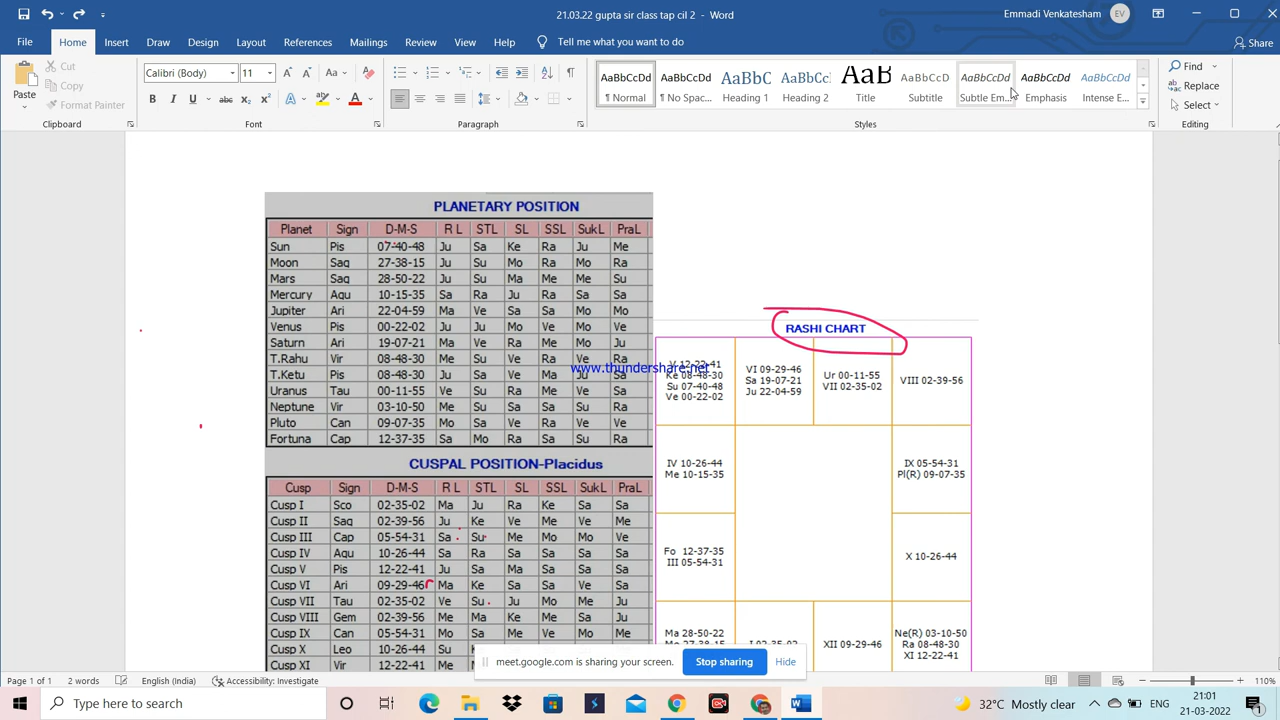 21.03.22 gupta sir class tap cil 2 - Word
Emmadi Venkatesham EV
File Home Insert Draw Design Layout References Mailings Review View Help Tell me what you want to do Share
Paste Cut Copy Format Painter
Calibri (Body) 11
AaBbCcDd AaBbCcDd AaBbC AaBbCc AaB AaBbCcD AaBbCcDd AaBbCcDd AaBbCcDd
¶ Normal ¶ No Spac... Heading 1 Heading 2 Title Subtitle Subtle Em... Emphasis Intense E...
Find Replace Select
Clipboard Font Paragraph Styles Editing
PLANETARY POSITION
Planet Sign D-M-S R L STL SL SSL SukL PraL
Sun Pis 07-40-48 Ju Sa Ke Ra Ju Me
Moon Sag 27-38-15 Ju Su Mo Ra Mo Ra
Mars Sag 28-50-22 Ju Su Ma Me Me Su
Mercury Aqu 10-15-35 Sa Ra Ju Ra Sa Sa
Jupiter Ari 22-04-59 Ma Ve Sa Sa Mo Mo
Venus Pis 00-22-02 Ju Ju Mo Ve Mo Ve
Saturn Ari 19-07-21 Ma Ve Ra Sa Me Ju
T.Rahu Vir 08-48-30 Me Su Ve Ra Ve Ra
T.Ketu Pis 08-48-30 Ju Sa Ve Ma Ju Sa
Uranus Tau 00-11-55 Ve Su Ra Me Ve Sa
Neptune Vir 03-10-50 Me Su Sa Sa Su Ra
Pluto Can 09-07-35 Mo Sa Ve Ra Ve Ra
Fortuna Cap 12-37-35 Sa Mo Ra Sa Su Ra
CUSPAL POSITION-Placidus
Cusp Sign D-M-S R L STL SL SSL SukL PraL
Cusp I Sco 02-35-02 Ma Ju Ra Ke Sa Sa
Cusp II Sag 02-39-56 Ju Ke Ve Me Ve Me
Cusp III Cap 05-54-31 Sa Su Me Mo Mo Ve
Cusp IV Aqu 10-26-44 Sa Ra Sa Sa Ve Ju
Cusp V Pis 12-22-41 Ju Sa Ma Ve Sa Sa
Cusp VI Ari 09-29-46 Ma Ke Sa Sa Ve Sa
Cusp VII Tau 02-35-02 Ve Su Ju Mo Me Ju
Cusp VIII Gem 02-39-56 Me Ma Ke Me Sa Ju
Cusp IX Can 05-54-31 Mo Sa Me Ve Mo Me
Cusp X Leo 10-26-44 Su
Cusp XI Vir 12-22-41 Me
www.thundershare.net
RASHI CHART
V 12-22-41
Ke 08-48-30
Su 07-40-48
Ve 00-22-02
VI 09-29-46
Sa 19-07-21
Ju 22-04-59
Ur 00-11-55
VII 02-35-02
VIII 02-39-56
IV 10-26-44
Me 10-15-35
IX 05-54-31
Pl(R) 09-07-35
Fo 12-37-35
III 05-54-31
X 10-26-44
Ma 28-50-22
Mo 27-38-15
I 02-35-02
XII 09-29-46
Ne(R) 03-10-50
Ra 08-48-30
XI 12-22-41
meet.google.com is sharing your screen. Stop sharing Hide
Page 1 of 1 2 words English (India) Accessibility: Investigate 110%
Type here to search
32°C Mostly clear ENG 21:01
21-03-2022